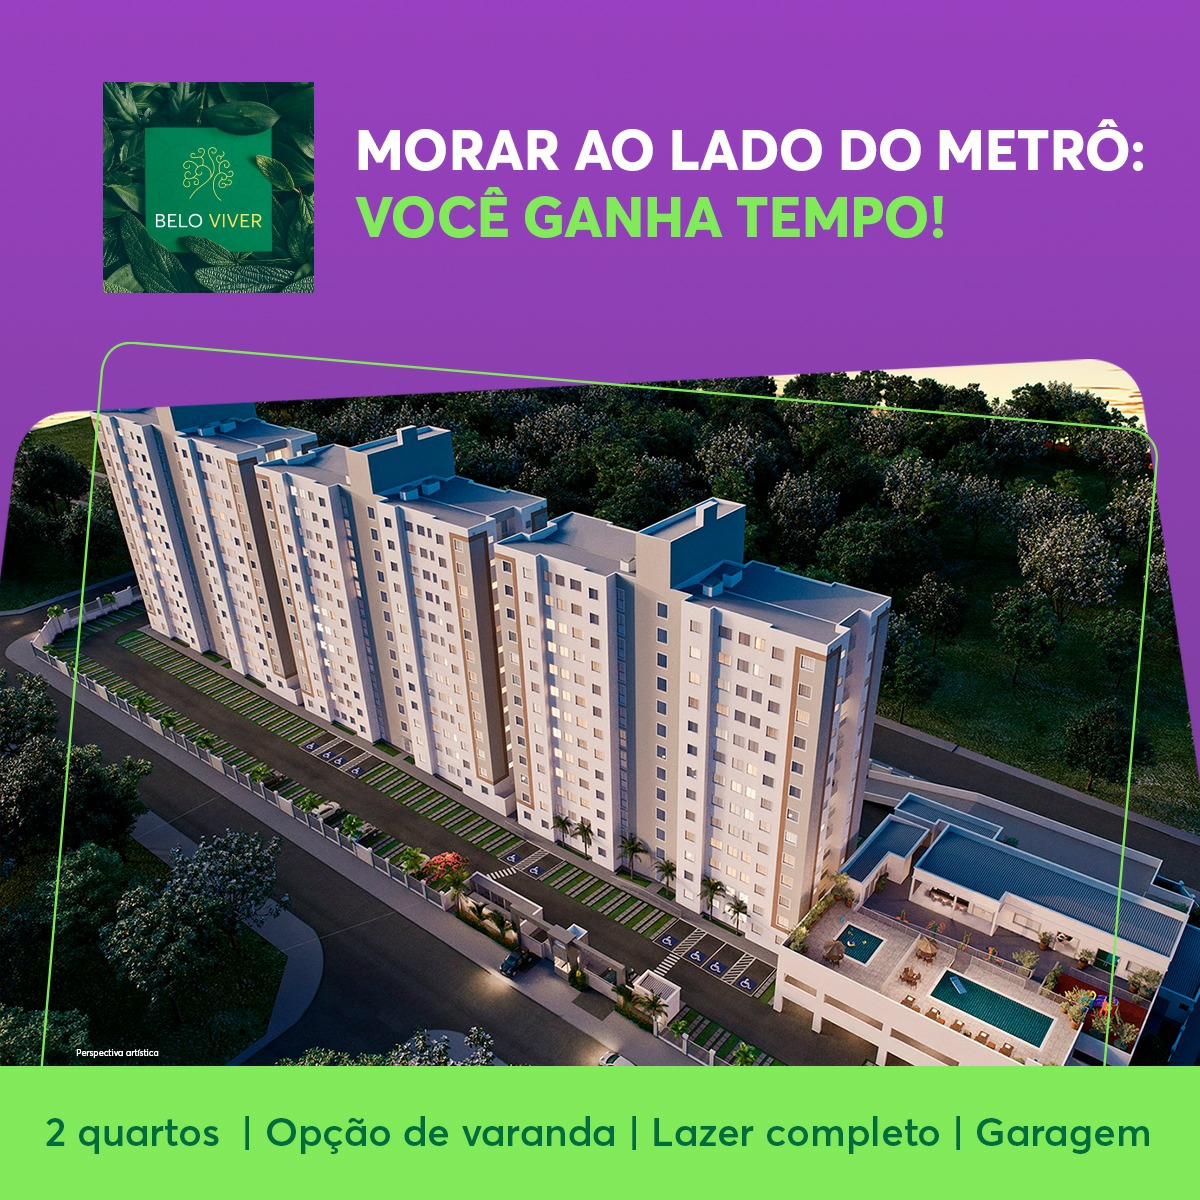 BELO VIVER
MORAR AO LADO DO METRÔ:
VOCÊ GANHA TEMPO!
Perspectiva artística
2 quartos | Opção de varanda | Lazer completo | Garagem